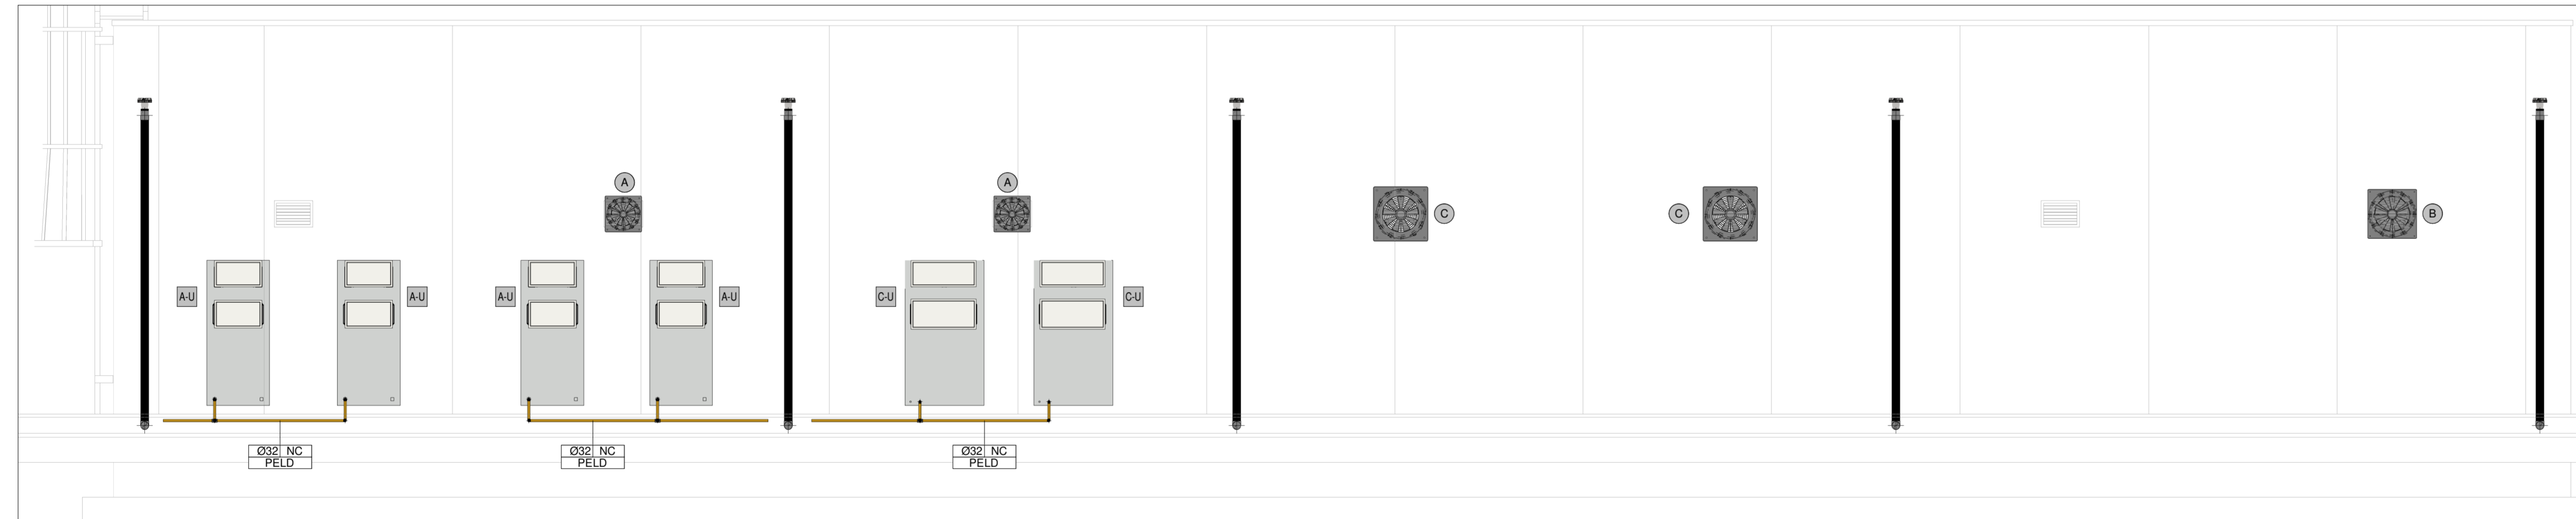 A
A
C
C
B
A-U
A-U
A-U
A-U
C-U
C-U
Ø32 NC
PELD
Ø32 NC
PELD
Ø32 NC
PELD